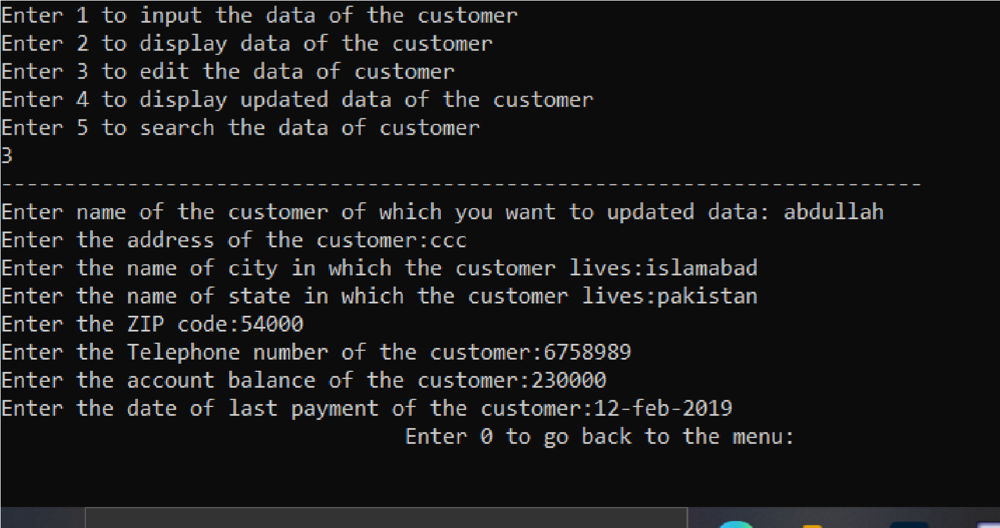 Enter 1 to input the data of the customer
Enter 2 to display data of the customer
Enter 3 to edit the data of customer
Enter 4 to display updated data of the customer
Enter 5 to search the data of customer
3
-------------------------------------------------------------------------
Enter name of the customer of which you want to updated data: abdullah
Enter the address of the customer:ccc
Enter the name of city in which the customer lives:islamabad
Enter the name of state in which the customer lives:pakistan
Enter the ZIP code:54000
Enter the Telephone number of the customer:6758989
Enter the account balance of the customer:230000
Enter the date of last payment of the customer:12-feb-2019
Enter 0 to go back to the menu: